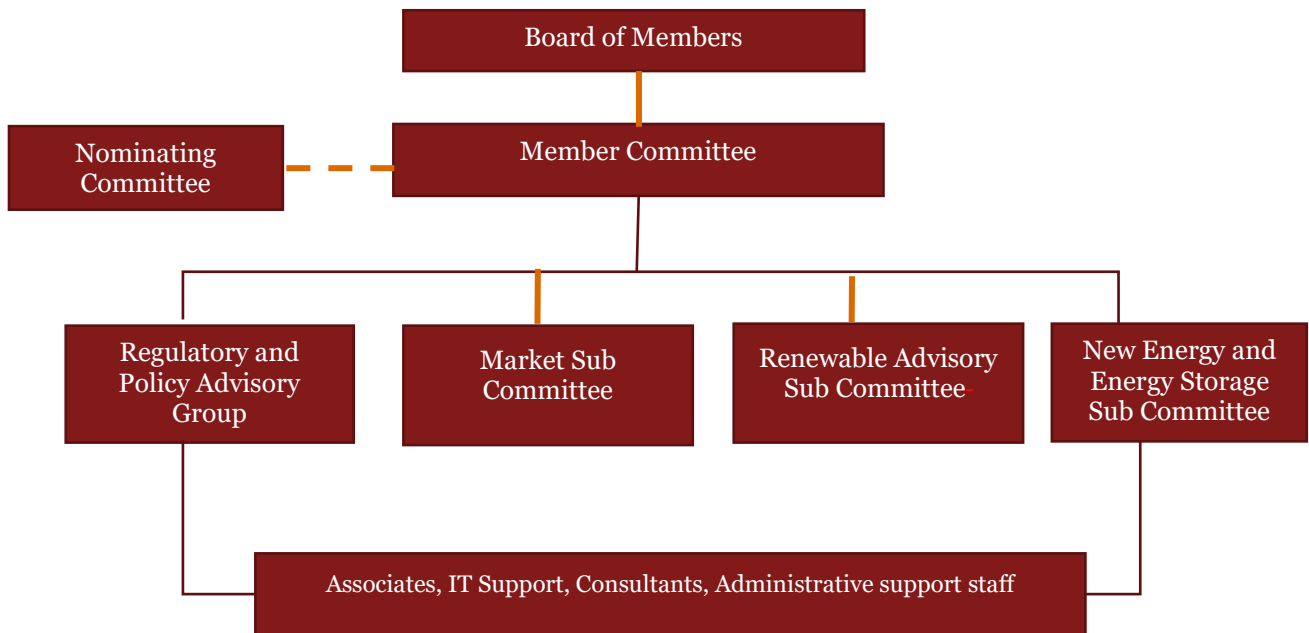 Board of Members
Nominating
Committee
Member Committee
Regulatory and
Policy Advisory
Group
Market Sub
Committee
Renewable Advisory
Sub Committee-
New Energy and
Energy Storage
Sub Committee
Associates, IT Support, Consultants, Administrative support staff